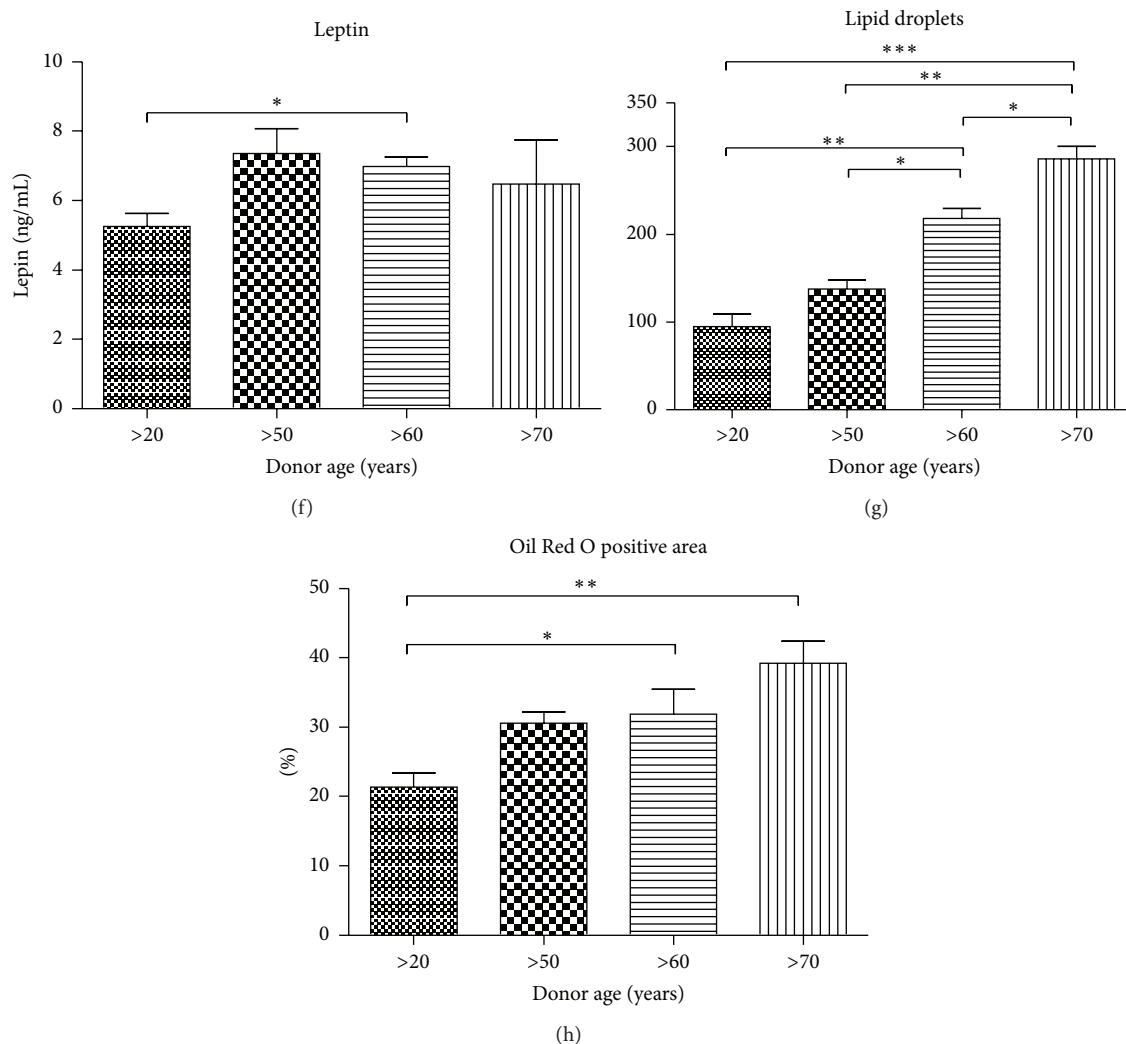 Leptin
10
8
6
4
2
0
Lepin (ng/mL)
*
>20 >50 >60 >70
Donor age (years)
(f)
Lipid droplets
***
**
*
**
*
350
300
200
100
0
>20 >50 >60 >70
Donor age (years)
(g)
Oil Red O positive area
50
40
30
20
10
0
(%)
**
*
>20 >50 >60 >70
Donor age (years)
(h)